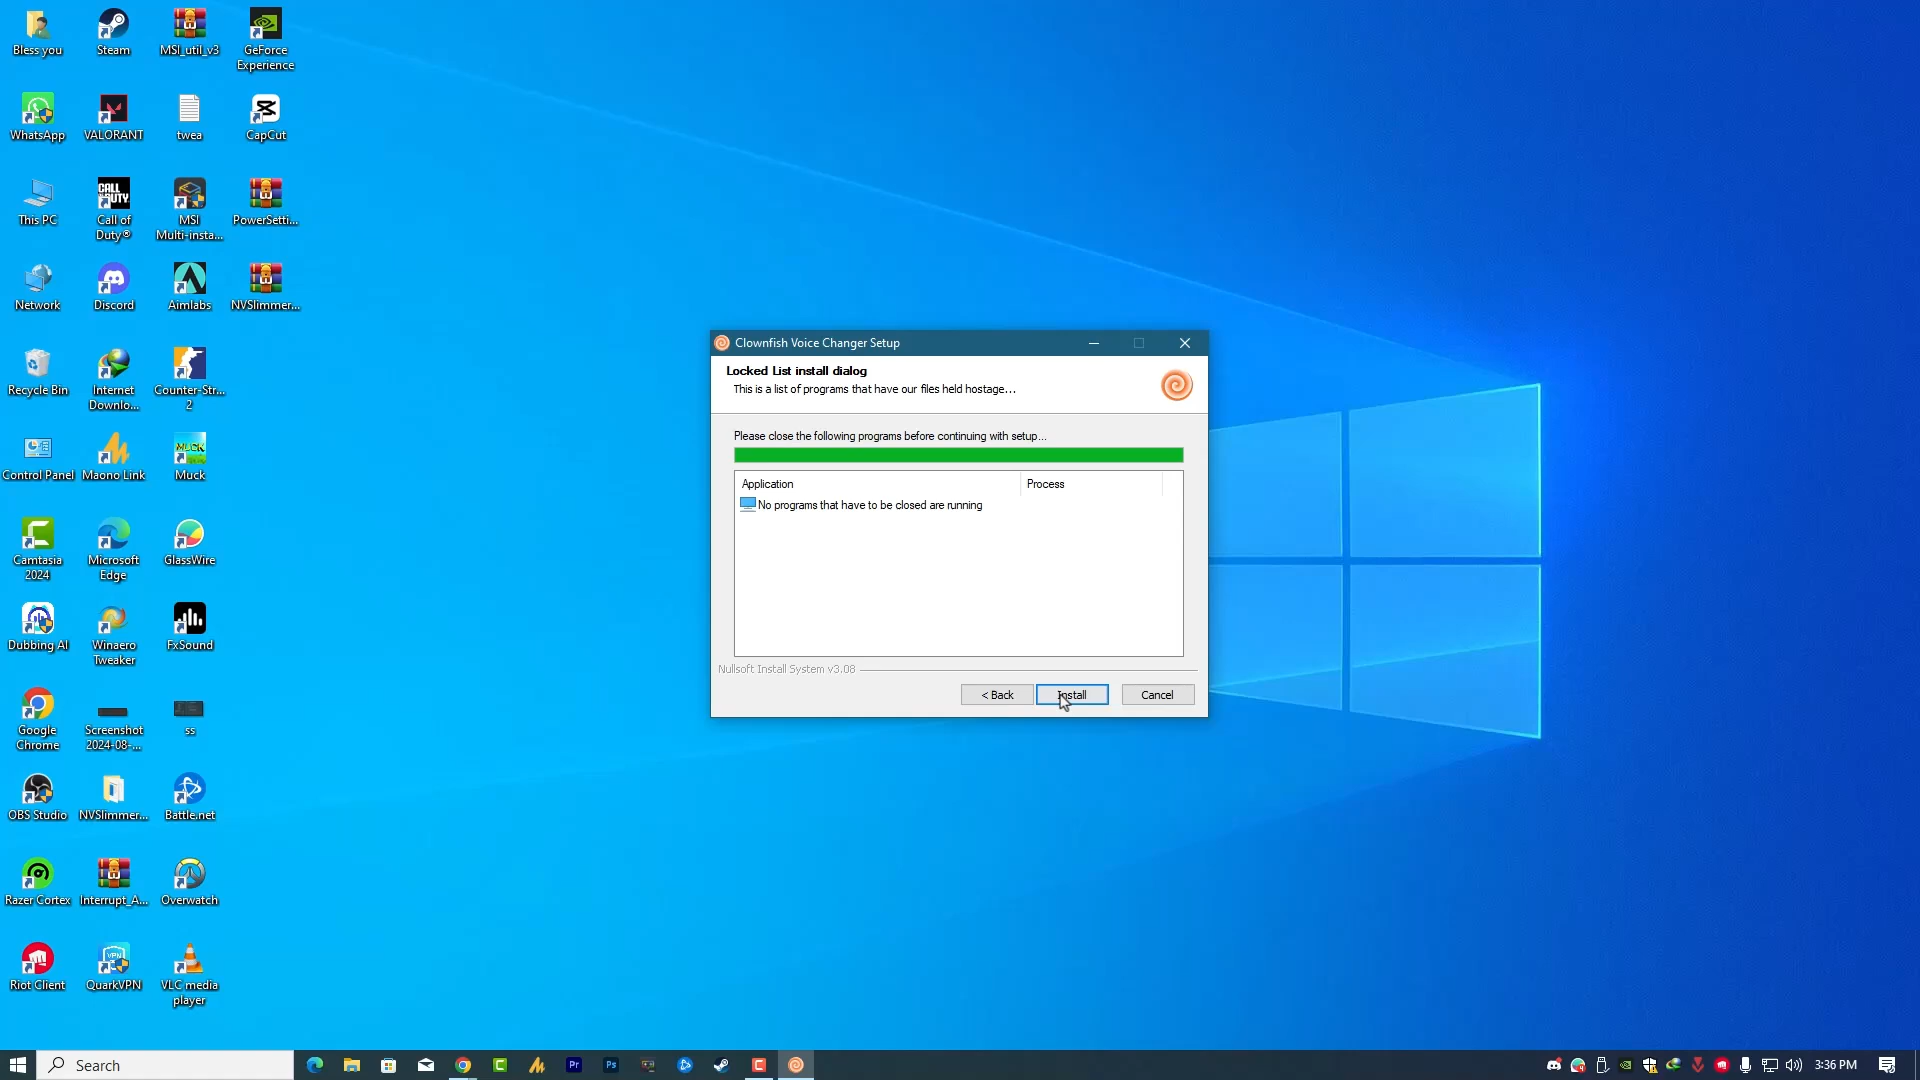 Bless you
Steam
MSI_util_v3
GeForce
Experience
WhatsApp
VALORANT
twea
CapCut
This PC
CALL
DUTY
Call of
Duty®
MSI
Multi-insta...
PowerSetti...
Network
Discord
Aimlabs
NVSlimmer...
Recycle Bin
Internet
Downlo...
Counter-Str...
2
Control Panel
Maono Link
MUCK
Muck
Camtasia
2024
Microsoft
Edge
GlassWire
Dubbing AI
Winaero
Tweaker
FxSound
Google
Chrome
Screenshot
2024-08-...
ss
OBS Studio
NVSlimmer...
Battle.net
Razer Cortex
Interrupt_A...
Overwatch
Riot Client
VPN
QuarkVPN
VLC media
player
Clownfish Voice Changer Setup
Locked List install dialog
This is a list of programs that have our files held hostage...
Please close the following programs before continuing with setup...
Application
Process
No programs that have to be closed are running
Nullsoft Install System v3.08
< Back
Install
Cancel
Search
Pr
Ps
3:36 PM